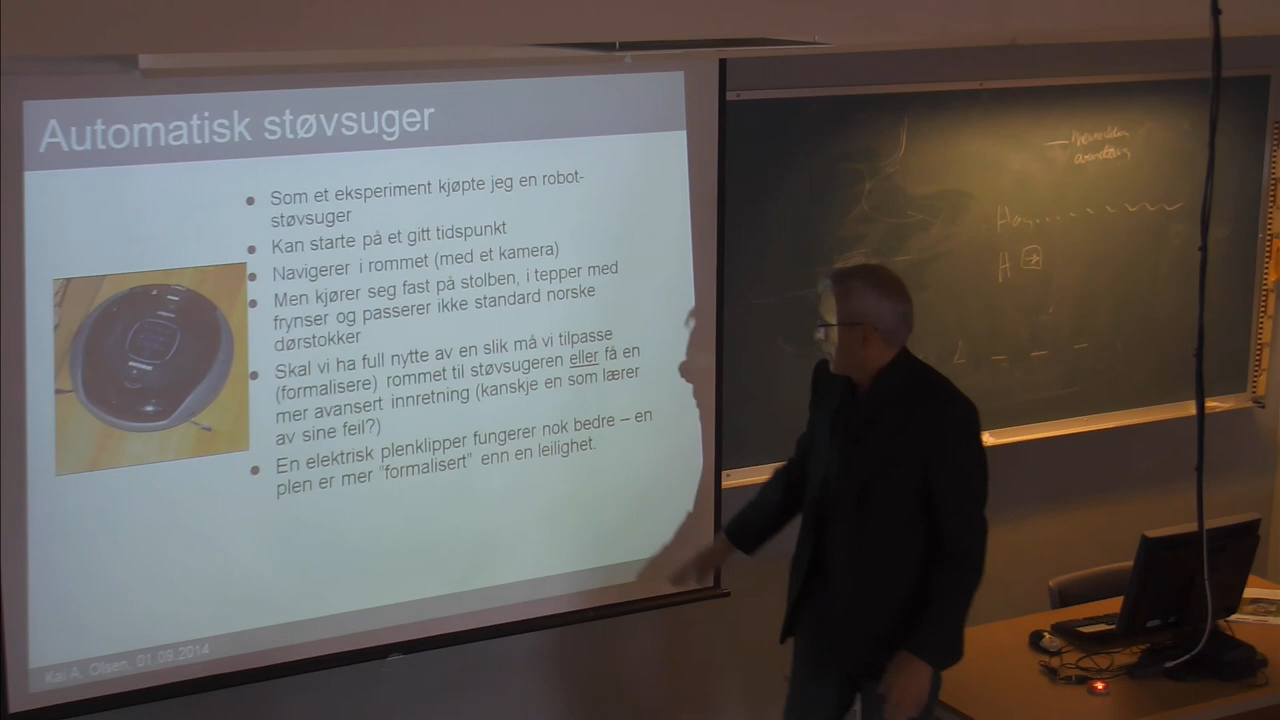 Automatisk støvsuger
Som et eksperiment kjøpte jeg en robot-
støvsuger
Kan starte på et gitt tidspunkt
Navigerer i rommet (med et kamera)
Men kjører seg fast på stolben, i tepper med
frynser og passerer ikke standard norske
dørstokker
Skal vi ha full nytte av en slik må vi tilpasse
(formalisere) rommet til støvsugeren eller få en
mer avansert innretning (kanskje en som lærer
av sine feil?)
En elektrisk plenklipper fungerer nok bedre – en
plen er mer "formalisert" enn en leilighet.
Kai A. Olsen, 01.09.2014